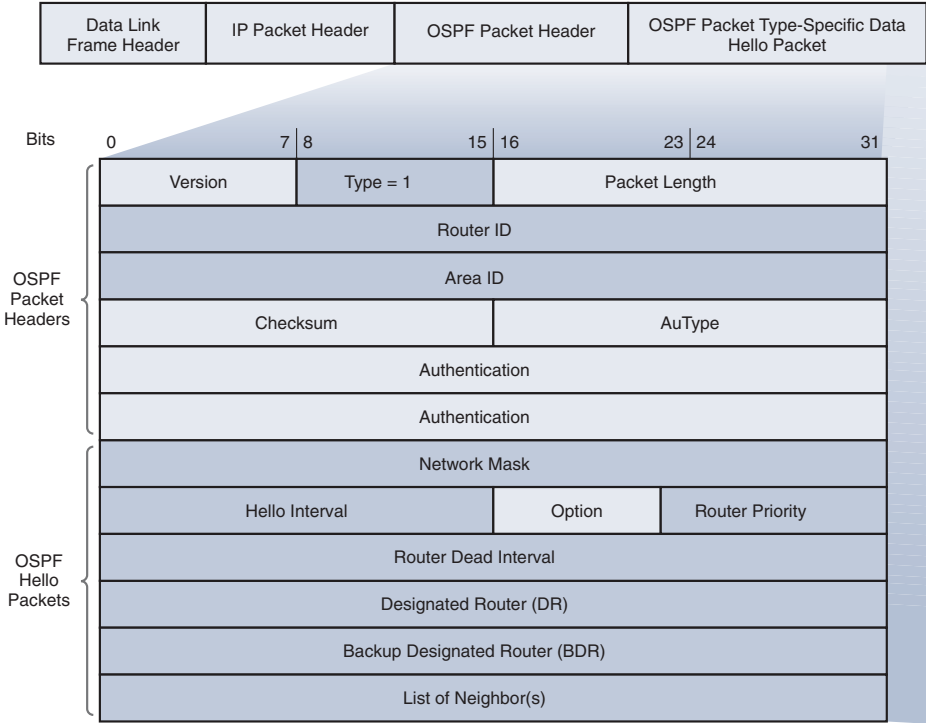 Data Link
Frame Header
IP Packet Header
OSPF Packet Header
OSPF Packet Type-Specific Data
Hello Packet
Bits 0 7 8 15 16 23 24 31
Version Type = 1 Packet Length
Router ID
Area ID
OSPF
Packet
Headers
Checksum AuType
Authentication
Authentication
Network Mask
Hello Interval Option Router Priority
OSPF
Hello
Packets
Router Dead Interval
Designated Router (DR)
Backup Designated Router (BDR)
List of Neighbor(s)